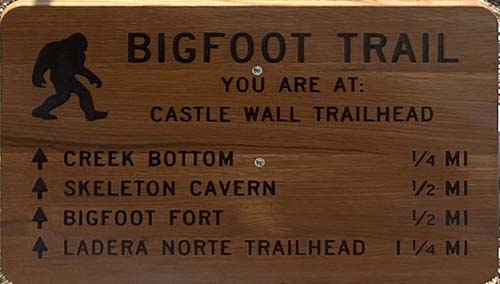 BIGFOOT TRAIL
YOU ARE AT:
CASTLE WALL TRAILHEAD
CREEK BOTTOM 1/4 MI
SKELETON CAVERN 1/2 MI
BIGFOOT FORT 1/2 MI
LADERA NORTE TRAILHEAD 1 1/4 MI